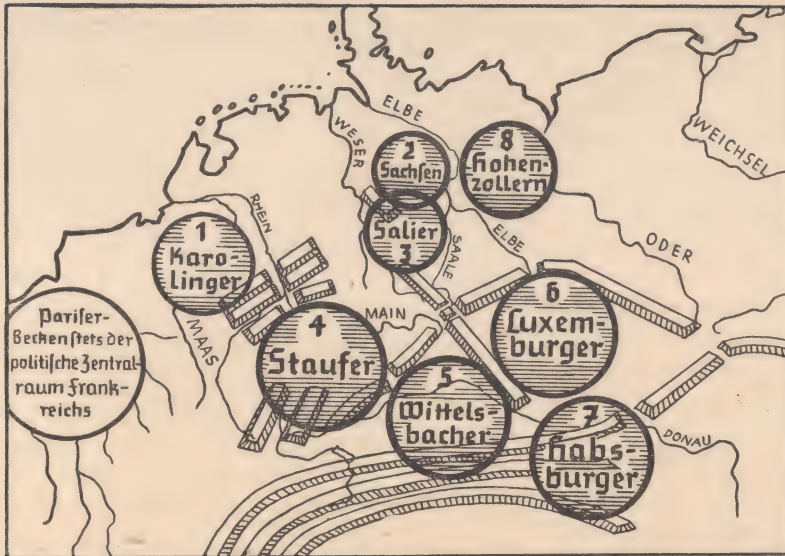 ELBE
WESER
WEICHSEL
2
Sachsen
8
Hohen-
zollern
RHEIN
1
Karo-
linger
Salier
3
SAALE
ELBE
ODER
MAAS
MAIN
Pariser-
Becken stets der
politische Zentral-
raum Frank-
reichs
4
Staufer
6
Luxem-
burger
5
Wittels-
bacher
7
Habs-
burger
DONAU